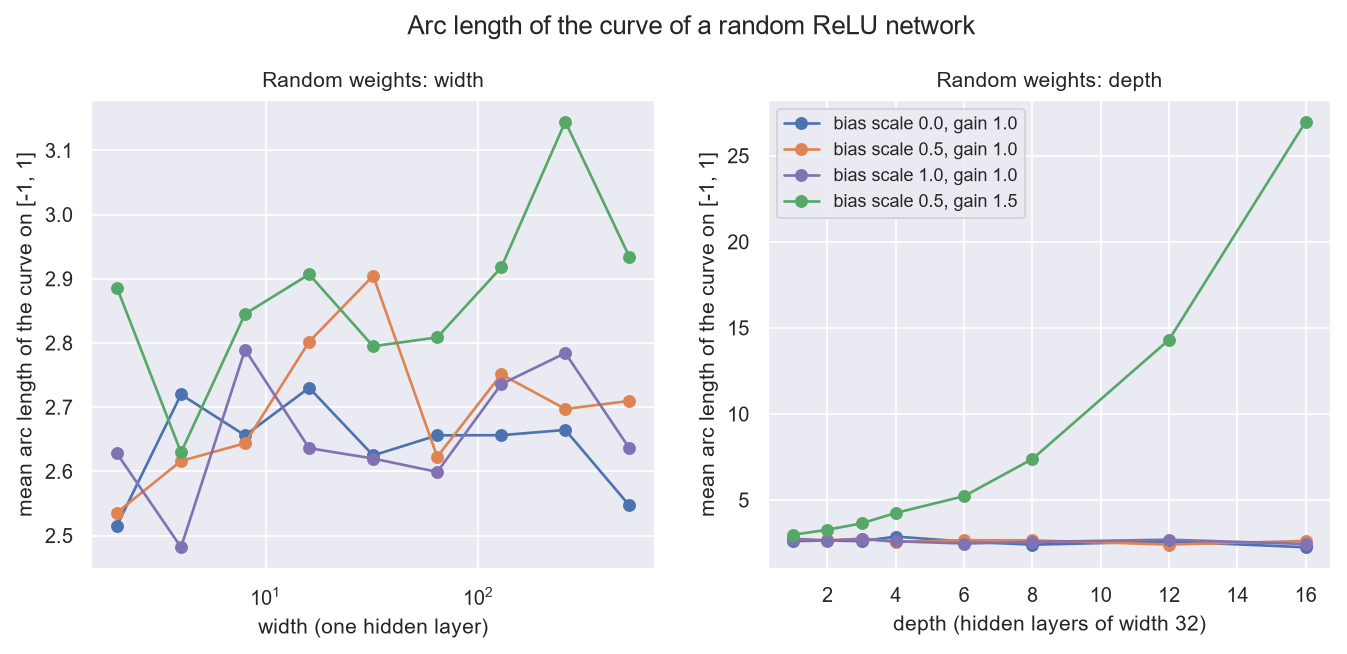 Arc length of the curve of a random ReLU network
Random weights: width
mean arc length of the curve on [-1, 1]
3.1
3.0
2.9
2.8
2.7
2.6
2.5
10¹
10²
width (one hidden layer)
Random weights: depth
mean arc length of the curve on [-1, 1]
bias scale 0.0, gain 1.0
bias scale 0.5, gain 1.0
bias scale 1.0, gain 1.0
bias scale 0.5, gain 1.5
25
20
15
10
5
2 4 6 8 10 12 14 16
depth (hidden layers of width 32)